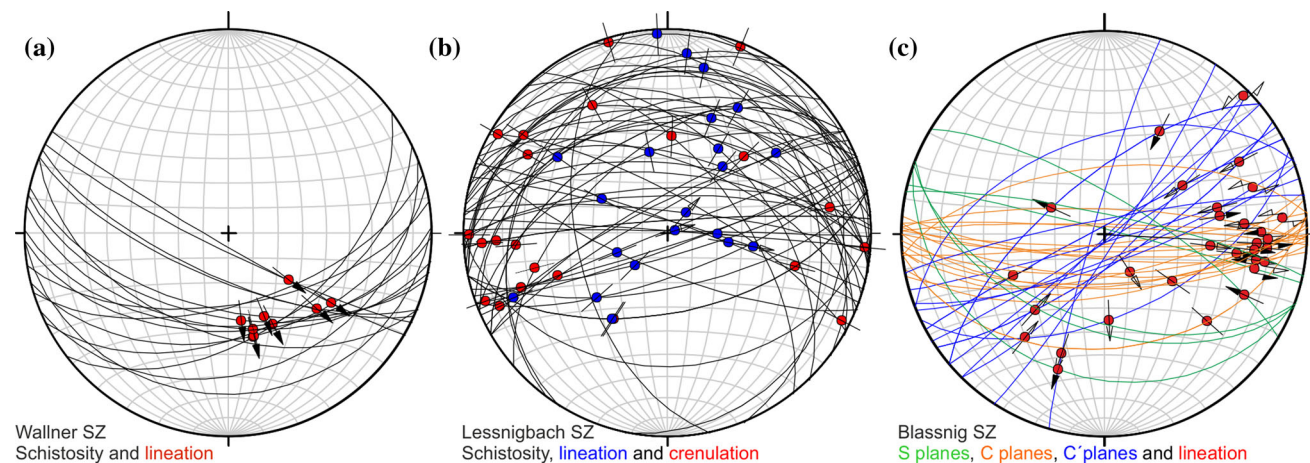 (a)
Wallner SZ
Schistosity and lineation
(b)
Lessnigbach SZ
Schistosity, lineation and crenulation
(c)
Blassnig SZ
S planes, C planes, C´planes and lineation